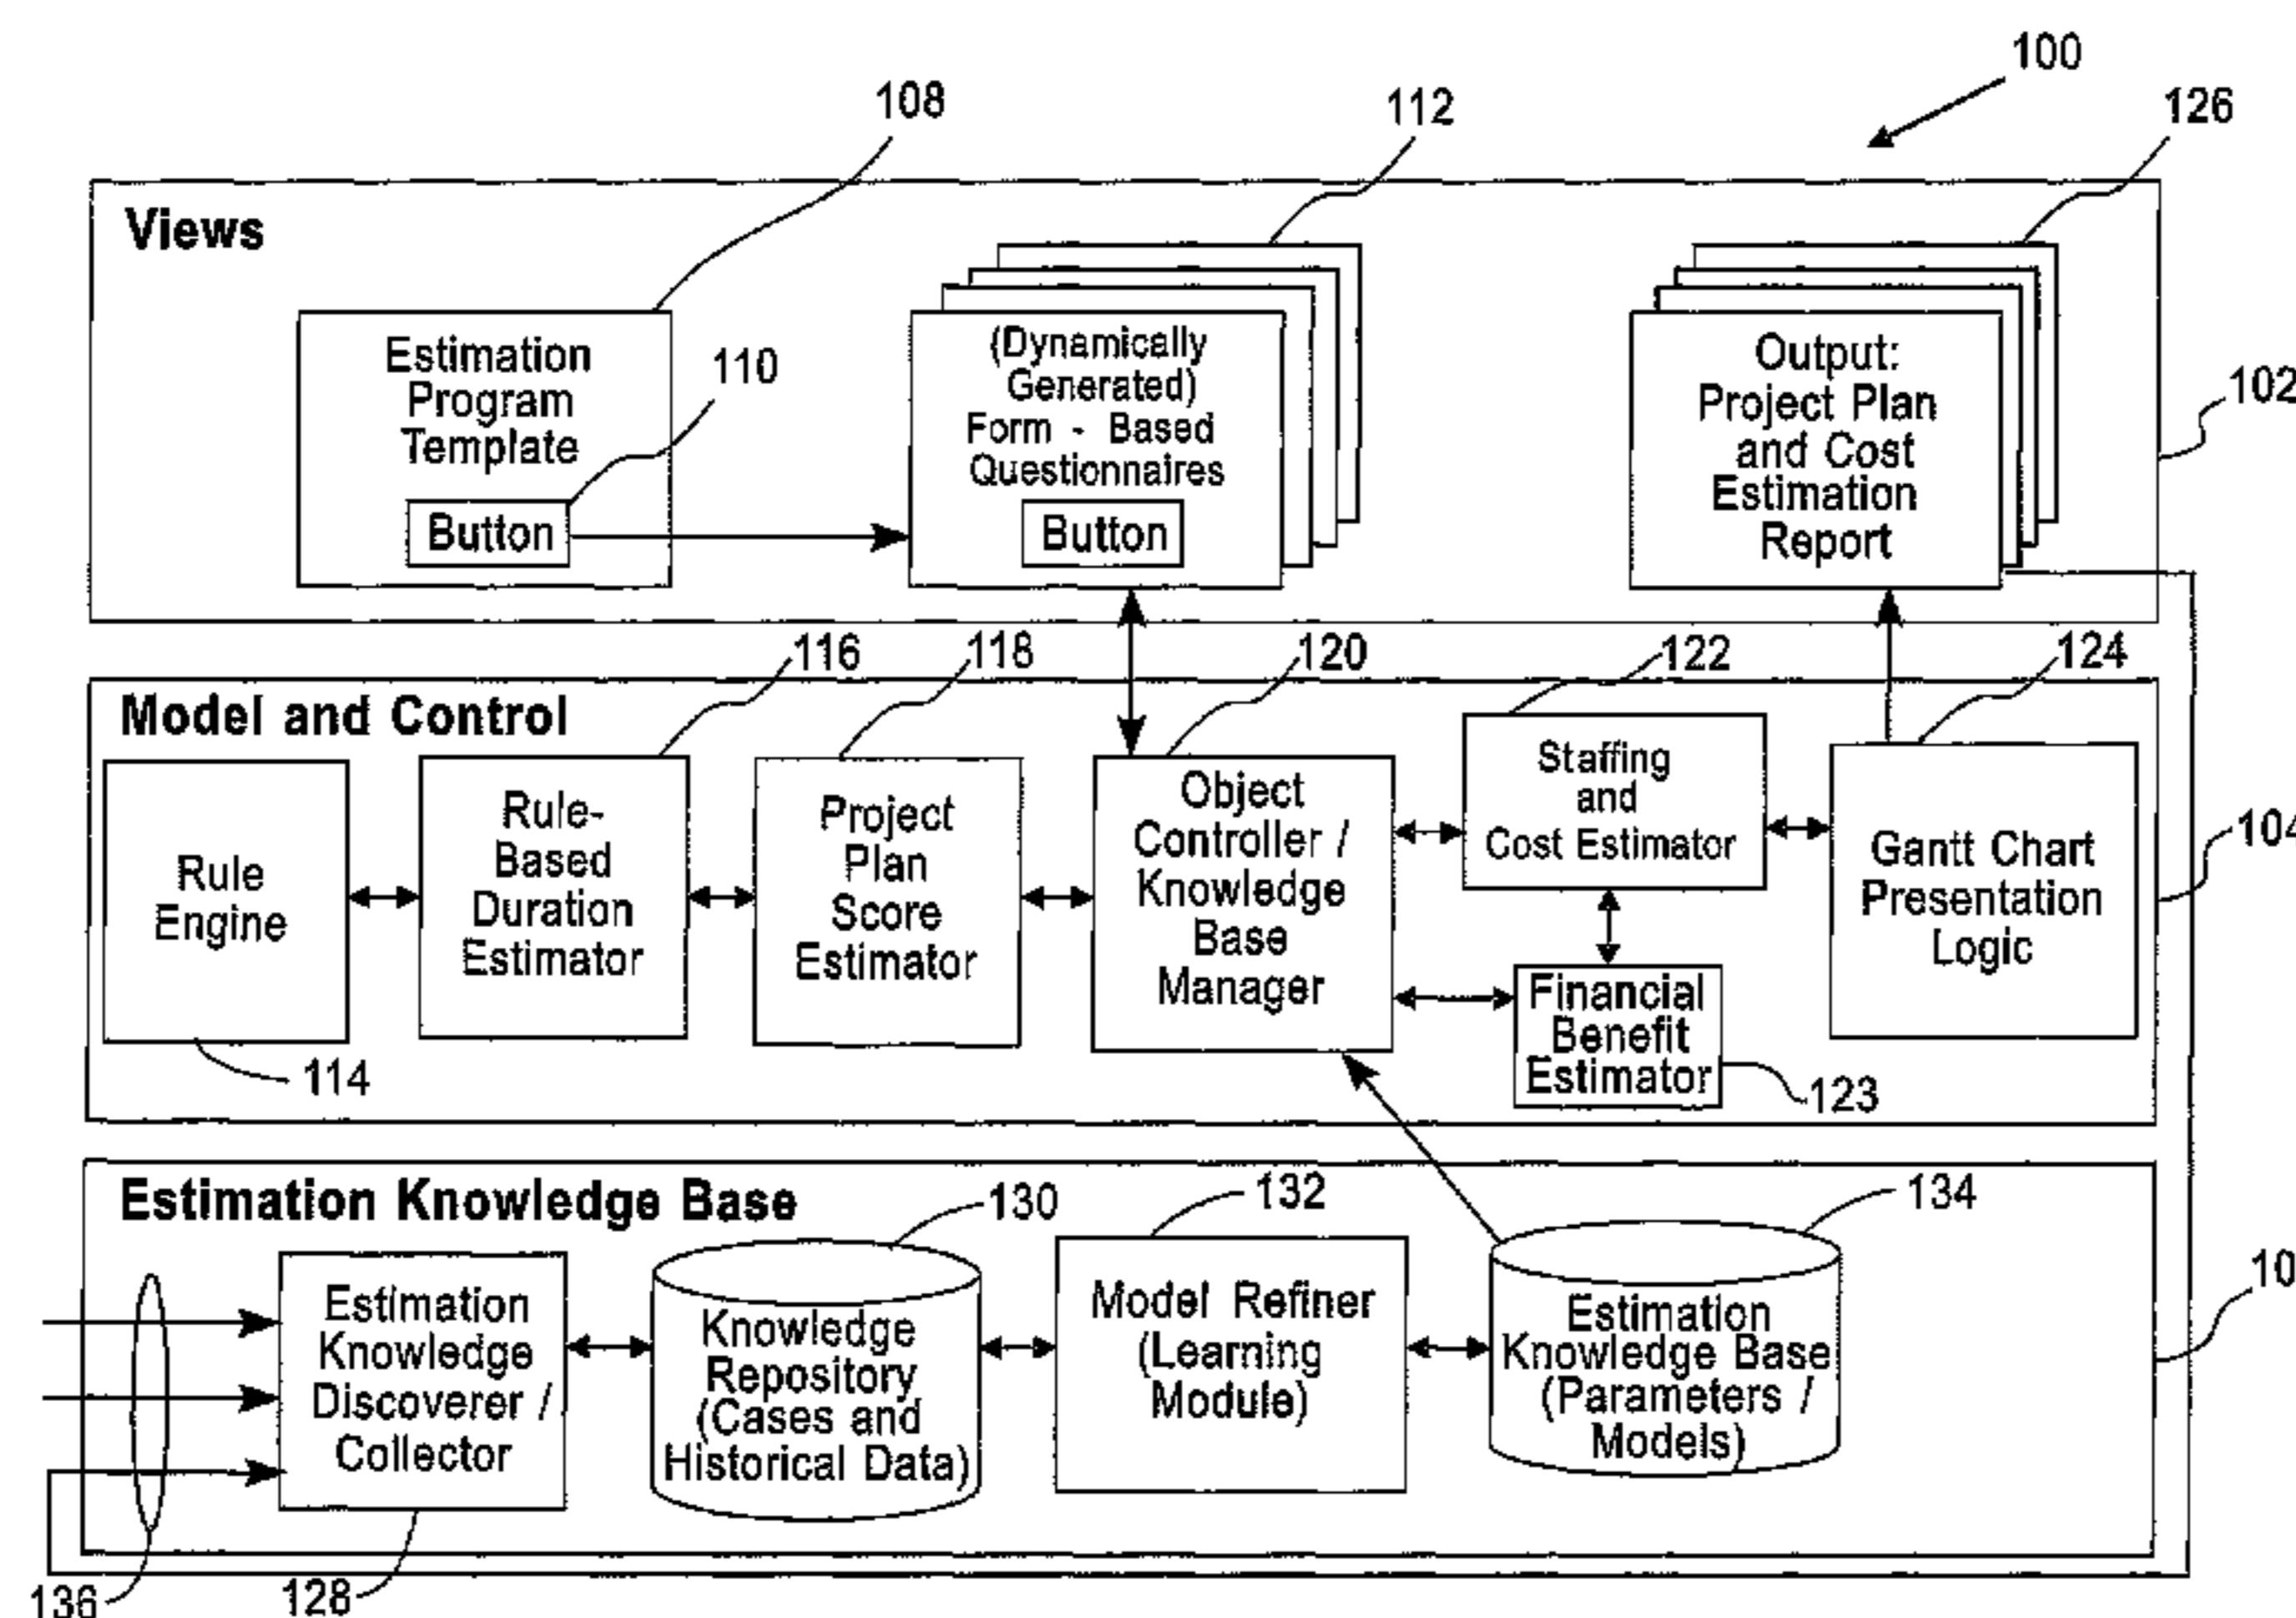 100
108
112
126
Views
Estimation
Program
Template
Button
110
(Dynamically
Generated)
Form - Based
Questionnaires
Button
Output:
Project Plan
and Cost
Estimation
Report
102
116
118
120
122
124
Model and Control
Rule
Engine
114
Rule-
Based
Duration
Estimator
Project
Plan
Score
Estimator
Object
Controller /
Knowledge
Base
Manager
Staffing
and
Cost Estimator
Financial
Benefit
Estimator
123
Gantt Chart
Presentation
Logic
104
Estimation Knowledge Base
130
132
134
Estimation
Knowledge
Discoverer /
Collector
Knowledge
Repository
(Cases and
Historical Data)
Model Refiner
(Learning
Module)
Estimation
Knowledge Base
(Parameters /
Models)
10
136
128